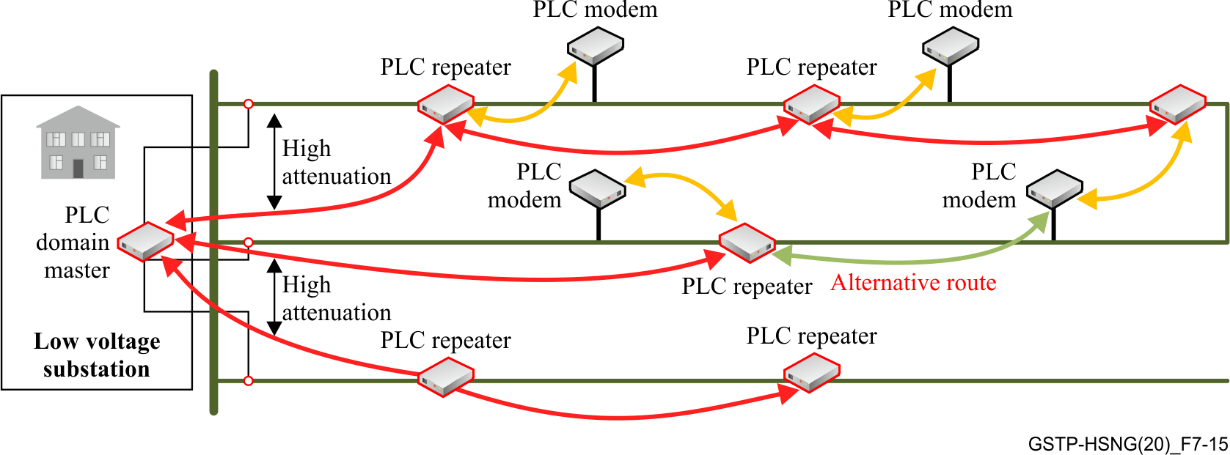 PLC modem
PLC modem
PLC repeater
PLC repeater
High
attenuation
PLC
modem
PLC
modem
PLC
domain
master
High
attenuation
PLC repeater
Alternative route
Low voltage
substation
PLC repeater
PLC repeater
GSTP-HSNG(20)_F7-15